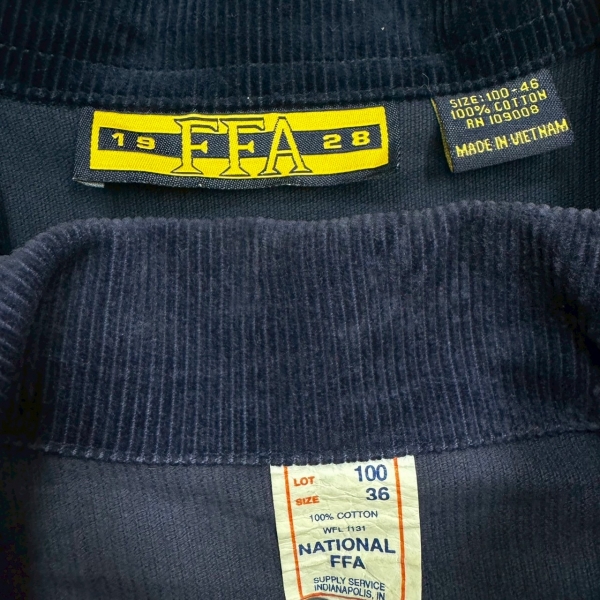 19 FFA 28
SIZE: 100-46
100% COTTON
RN 109008
MADE IN VIETNAM
LOT 100
SIZE 36
100% COTTON
WPL 1131
NATIONAL
FFA
SUPPLY SERVICE
INDIANAPOLIS, IN